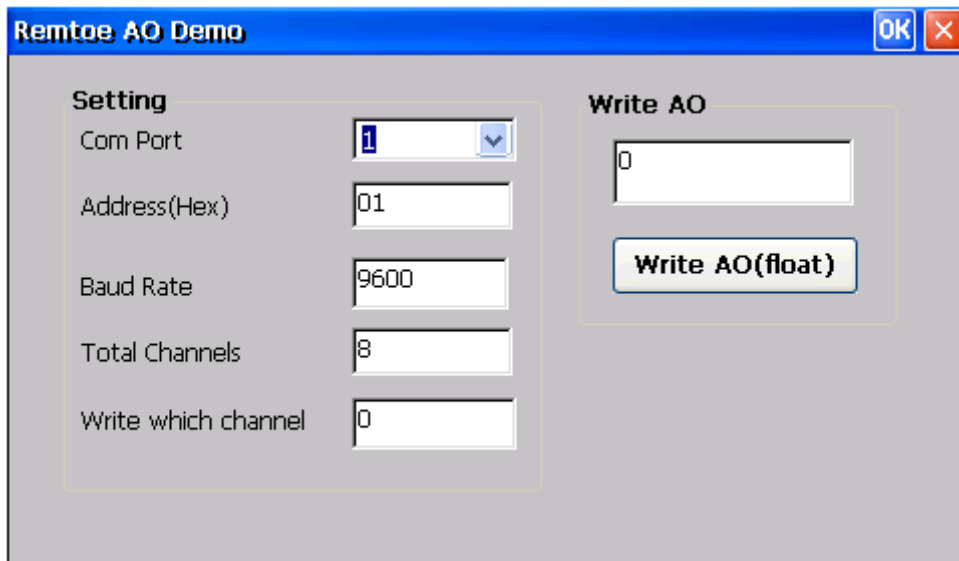 Remtoe AO Demo OK
Setting
Com Port 1
Address(Hex) 01
Baud Rate 9600
Total Channels 8
Write which channel 0
Write AO
0
Write AO(float)